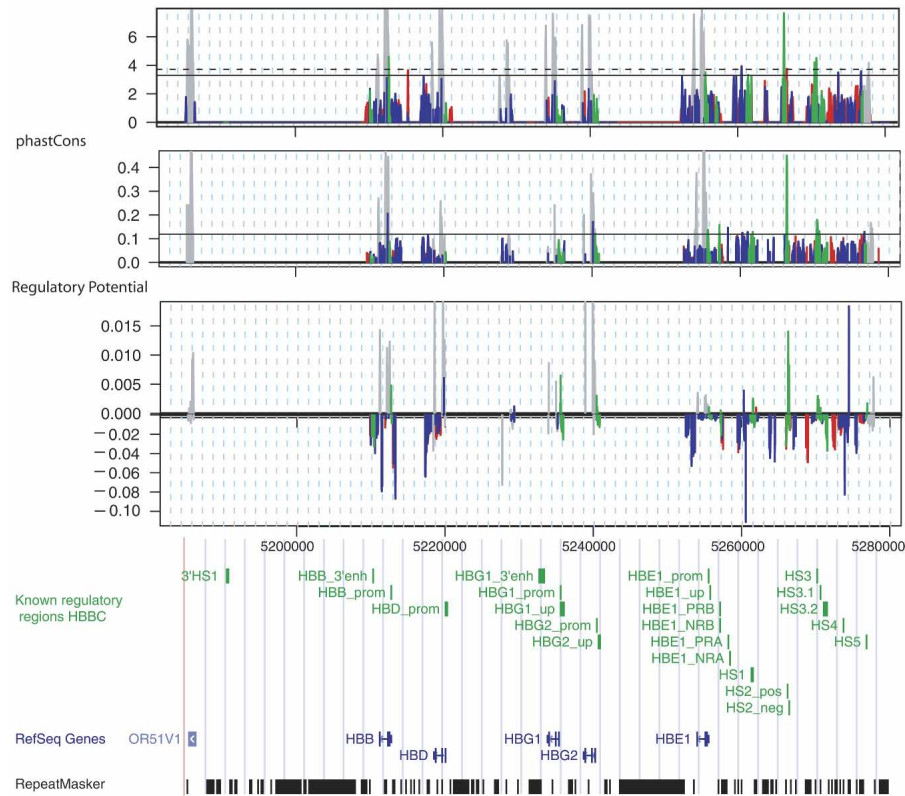 6
4
2
0
phastCons
0.4
0.3
0.2
0.1
0.0
Regulatory Potential
0.015
0.010
0.005
0.000
−0.02
−0.04
−0.06
−0.08
−0.10
5200000 5220000 5240000 5260000 5280000
3'HS1 HBB_3'enh HBG1_3'enh HBE1_prom HS3
HBB_prom HBG1_prom HBE1_up HS3.1
Known regulatory
regions HBBC
HBD_prom HBG1_up HBE1_PRB HS3.2
HBG2_prom HBE1_NRB HS4
HBG2_up HBE1_PRA HS5
HBE1_NRA
HS1
HS2_pos
HS2_neg
RefSeq Genes OR51V1 HBB HBG1 HBE1
HBD HBG2
RepeatMasker